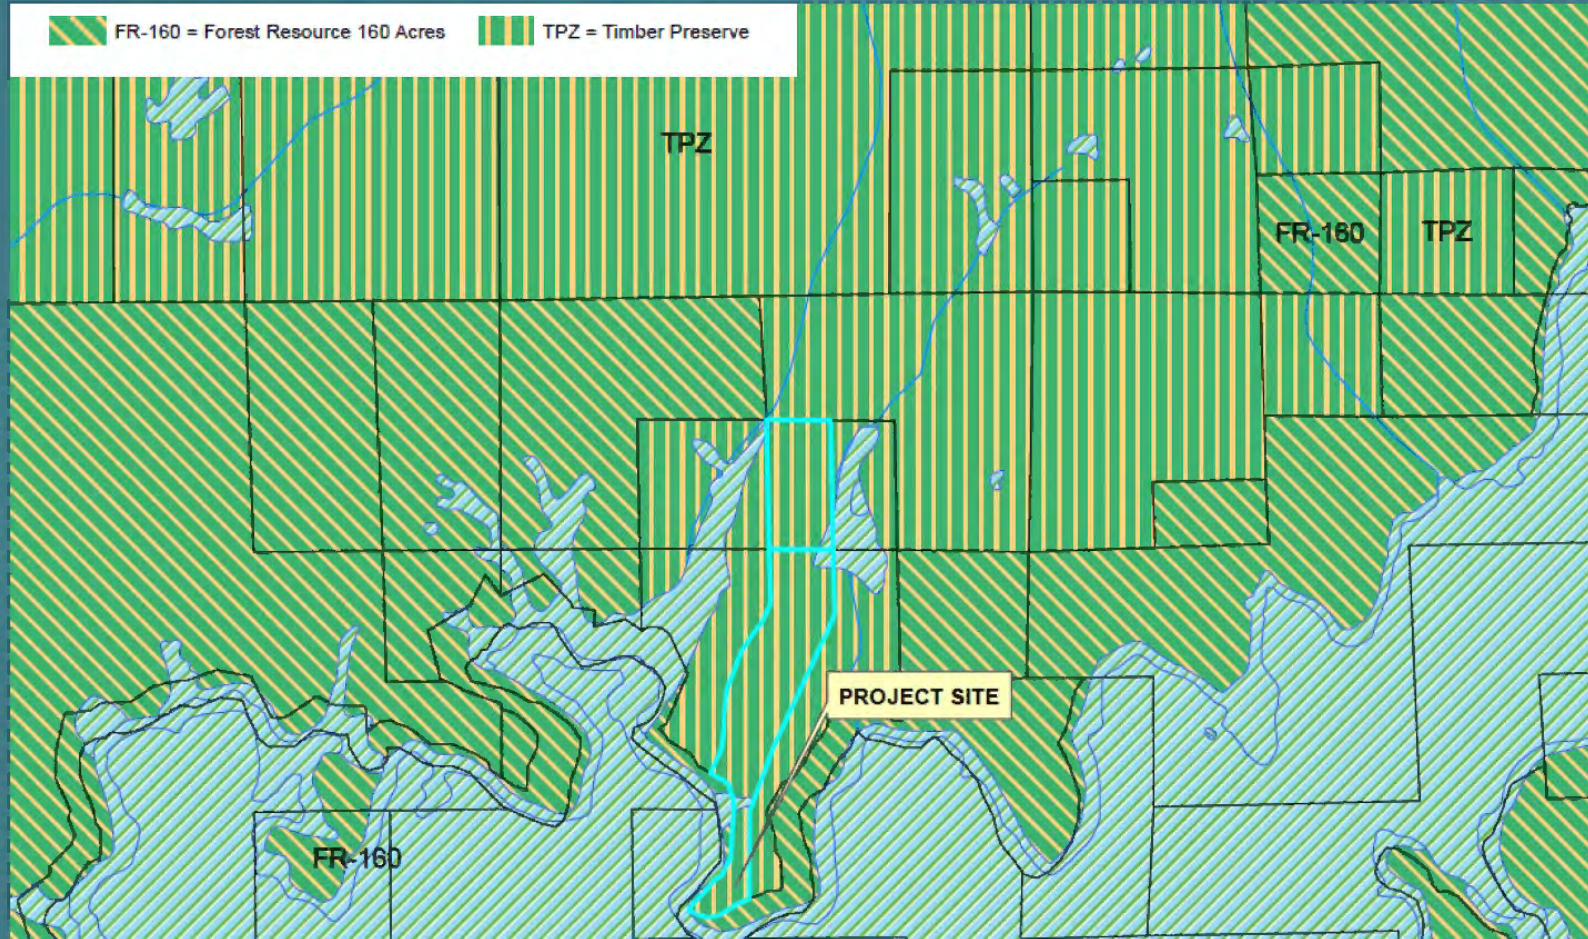 FR-160 = Forest Resource 160 Acres
TPZ = Timber Preserve
TPZ
FR-160
TPZ
PROJECT SITE
FR-160